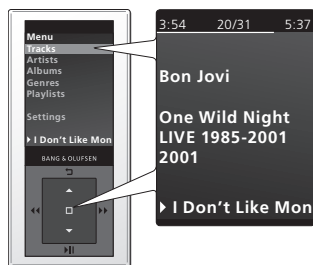 Menu
Tracks
Artists
Albums
Genres
Playlists
Settings
I Don't Like Mon
BANG & OLUFSEN
3:54 20/31 5:37
Bon Jovi
One Wild Night
LIVE 1985-2001
2001
I Don't Like Mon